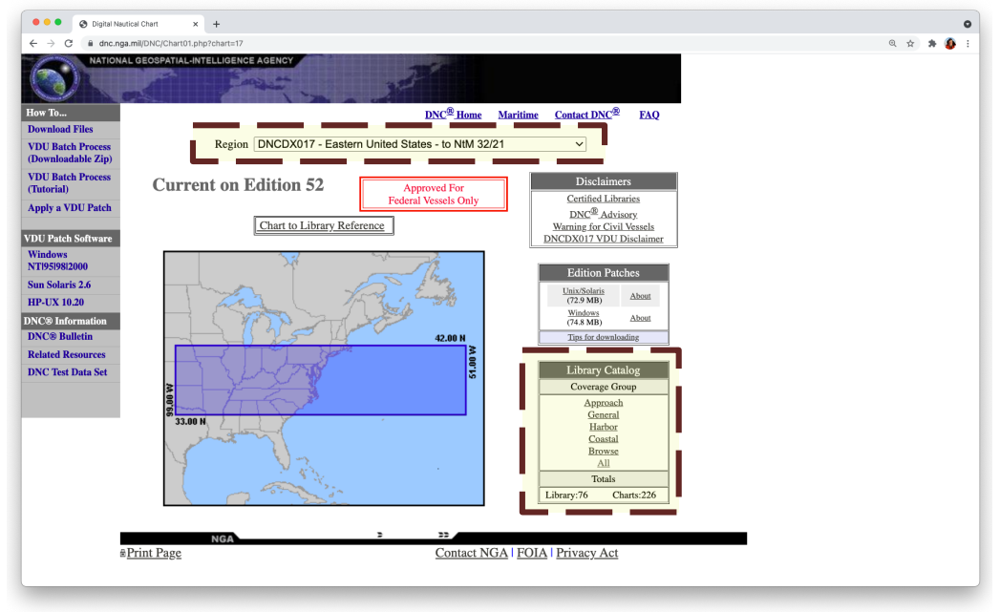 Digital Nautical Chart
dnc.nga.mil/DNC/Chart01.php?chart=17
NATIONAL GEOSPATIAL-INTELLIGENCE AGENCY
How To...
Download Files
VDU Batch Process
(Downloadable Zip)
VDU Batch Process
(Tutorial)
Apply a VDU Patch
VDU Patch Software
Windows
NT|95|98|2000
Sun Solaris 2.6
HP-UX 10.20
DNC® Information
DNC® Bulletin
Related Resources
DNC Test Data Set
DNC® Home Maritime Contact DNC® FAQ
Region DNCDX017 - Eastern United States - to NtM 32/21
Current on Edition 52
Approved For
Federal Vessels Only
Chart to Library Reference
42.00 N
51.00 W
99.00 W
33.00 N
Disclaimers
Certified Libraries
DNC® Advisory
Warning for Civil Vessels
DNCDX017 VDU Disclaimer
Edition Patches
Unix/Solaris
(72.9 MB) About
Windows
(74.8 MB) About
Tips for downloading
Library Catalog
Coverage Group
Approach
General
Harbor
Coastal
Browse
All
Totals
Library:76 Charts:226
NGA
Print Page Contact NGA | FOIA | Privacy Act